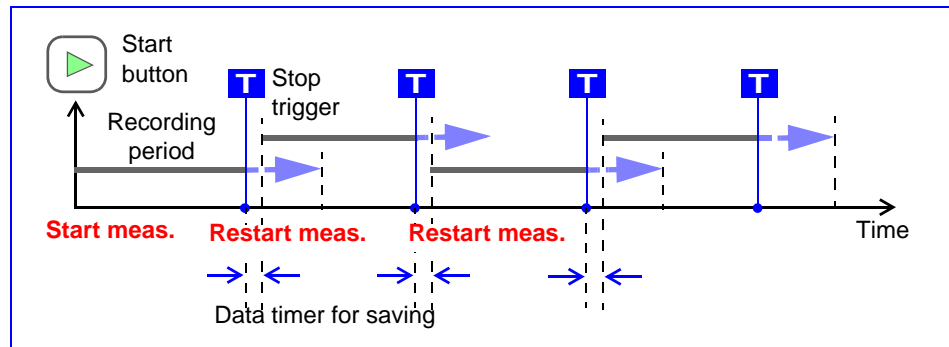 Start
button
T
Stop
trigger
T
T
T
Recording
period
Time
Start meas.
Restart meas.
Restart meas.
Data timer for saving